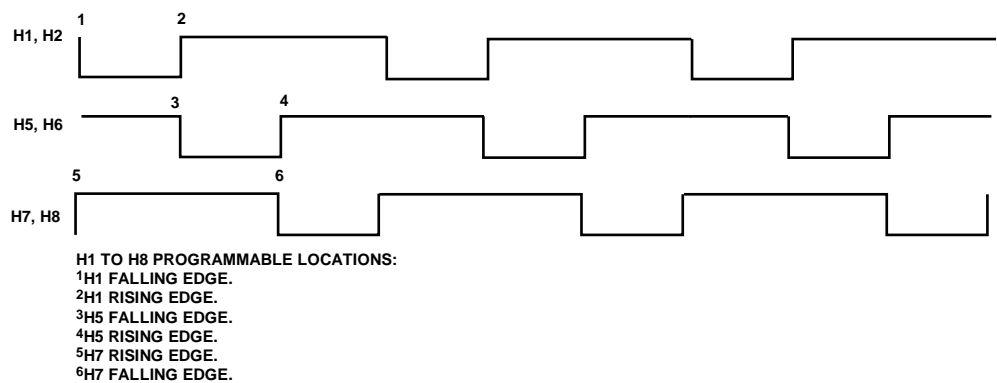 1 2
H1, H2
3 4
H5, H6
5 6
H7, H8
H1 TO H8 PROGRAMMABLE LOCATIONS:
1H1 FALLING EDGE.
2H1 RISING EDGE.
3H5 FALLING EDGE.
4H5 RISING EDGE.
5H7 RISING EDGE.
6H7 FALLING EDGE.